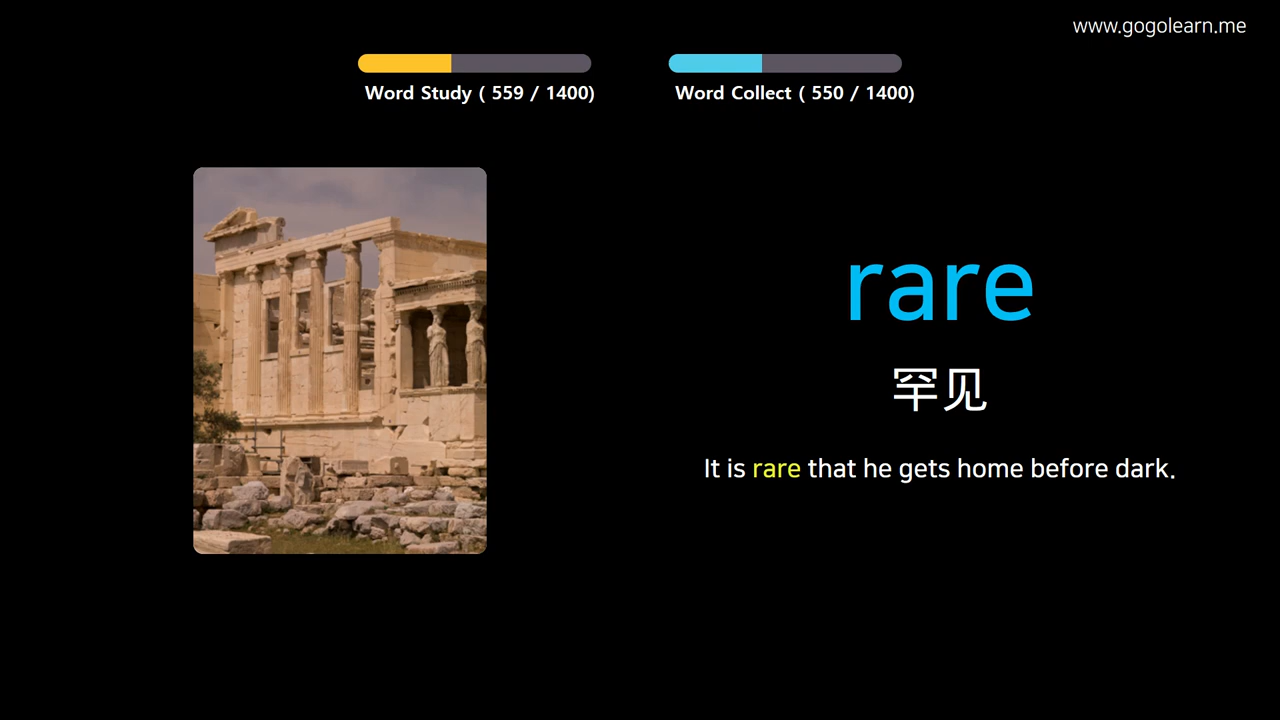 www.gogolearn.me
Word Study ( 559 / 1400)
Word Collect ( 550 / 1400)
rare
罕见
It is rare that he gets home before dark.